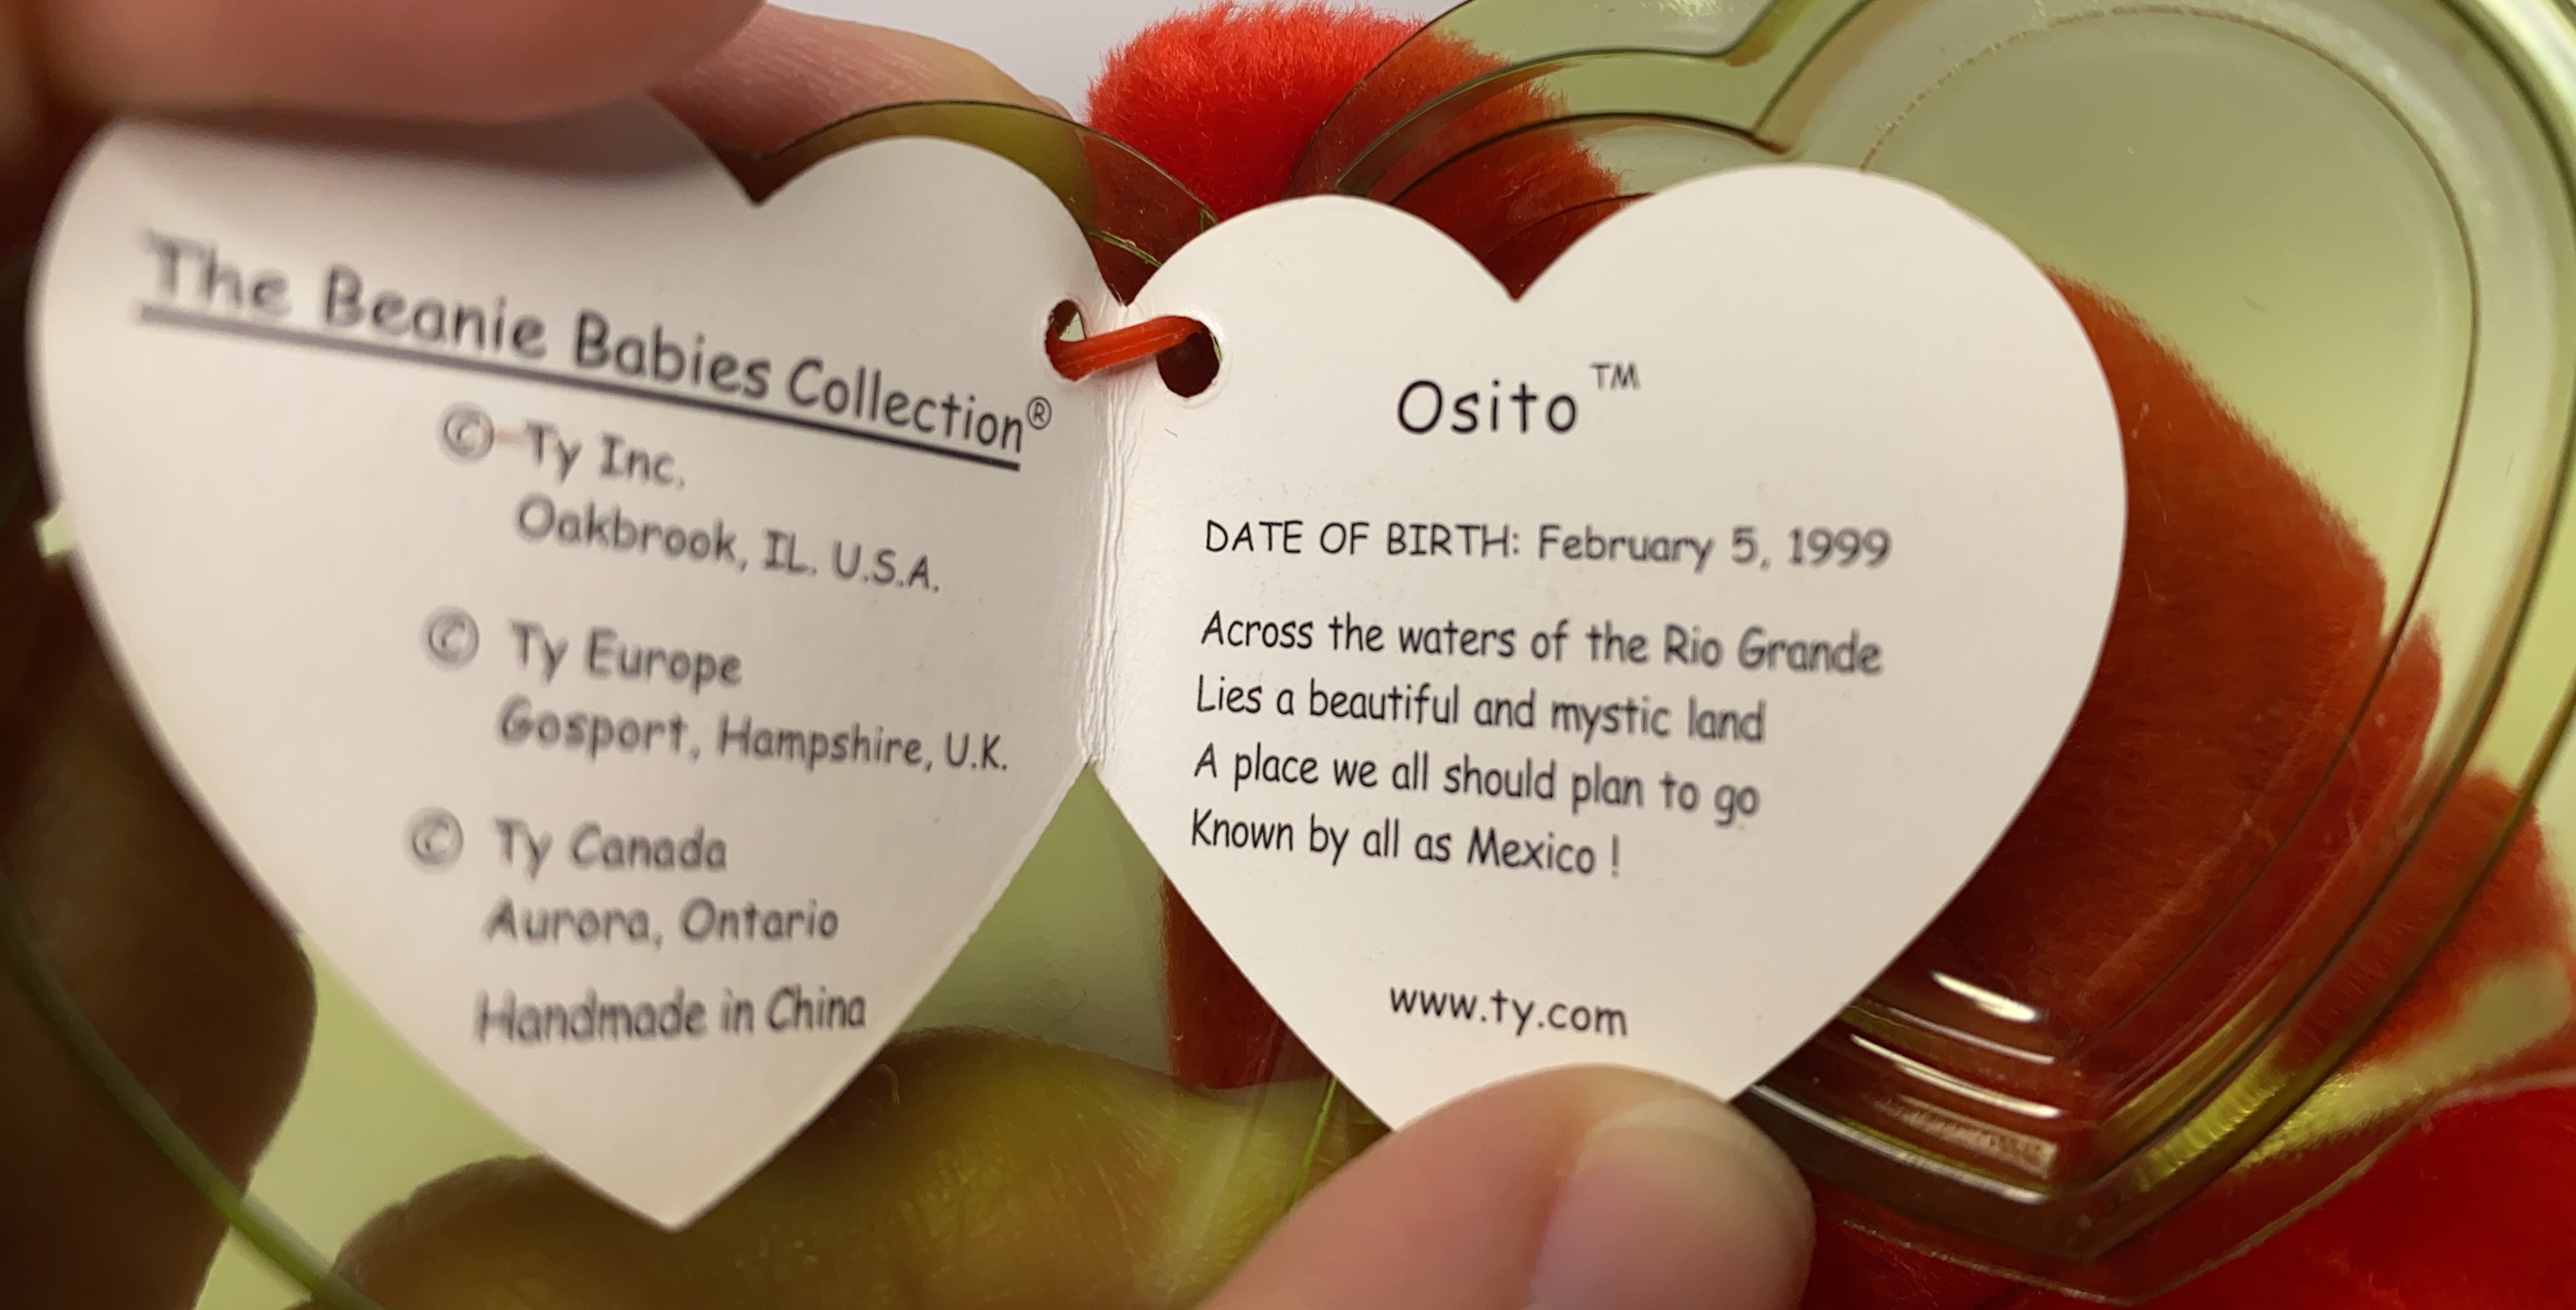 The Beanie Babies Collection®
© Ty Inc.
Oakbrook, IL. U.S.A.
© Ty Europe
Gosport, Hampshire, U.K.
© Ty Canada
Aurora, Ontario
Handmade in China
Osito™
DATE OF BIRTH: February 5, 1999
Across the waters of the Rio Grande
Lies a beautiful and mystic land
A place we all should plan to go
Known by all as Mexico !
www.ty.com